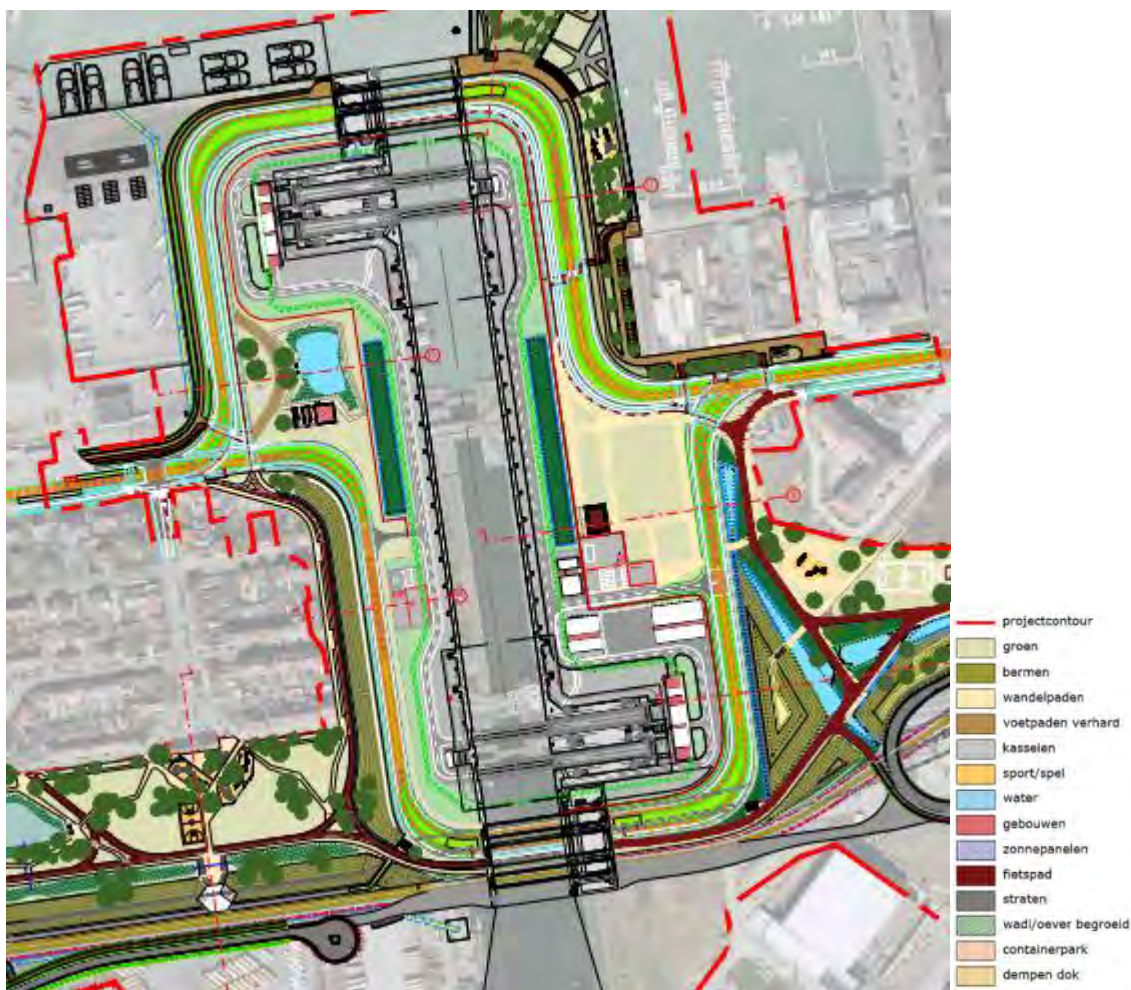 projectcontour
groen
bermen
wandelpaden
voetpaden verhard
kasseien
sport/spel
water
gebouwen
zonnepanelen
fietspad
straten
wadi/oever begroeid
containerpark
dempen dok